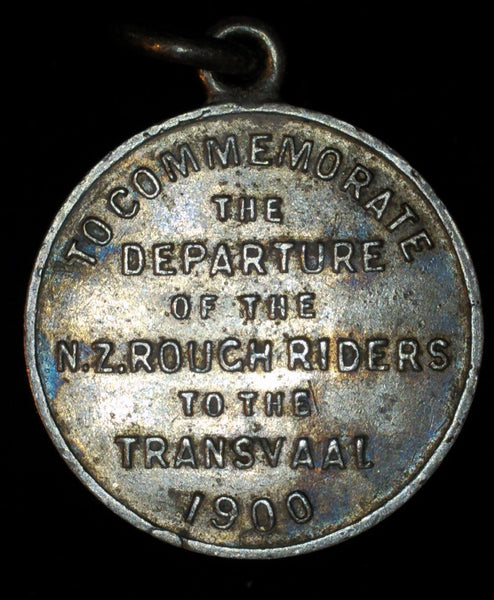 TO COMMEMORATE
THE
DEPARTURE
OF THE
N.Z. ROUGH RIDERS
TO THE
TRANSVAAL
1900